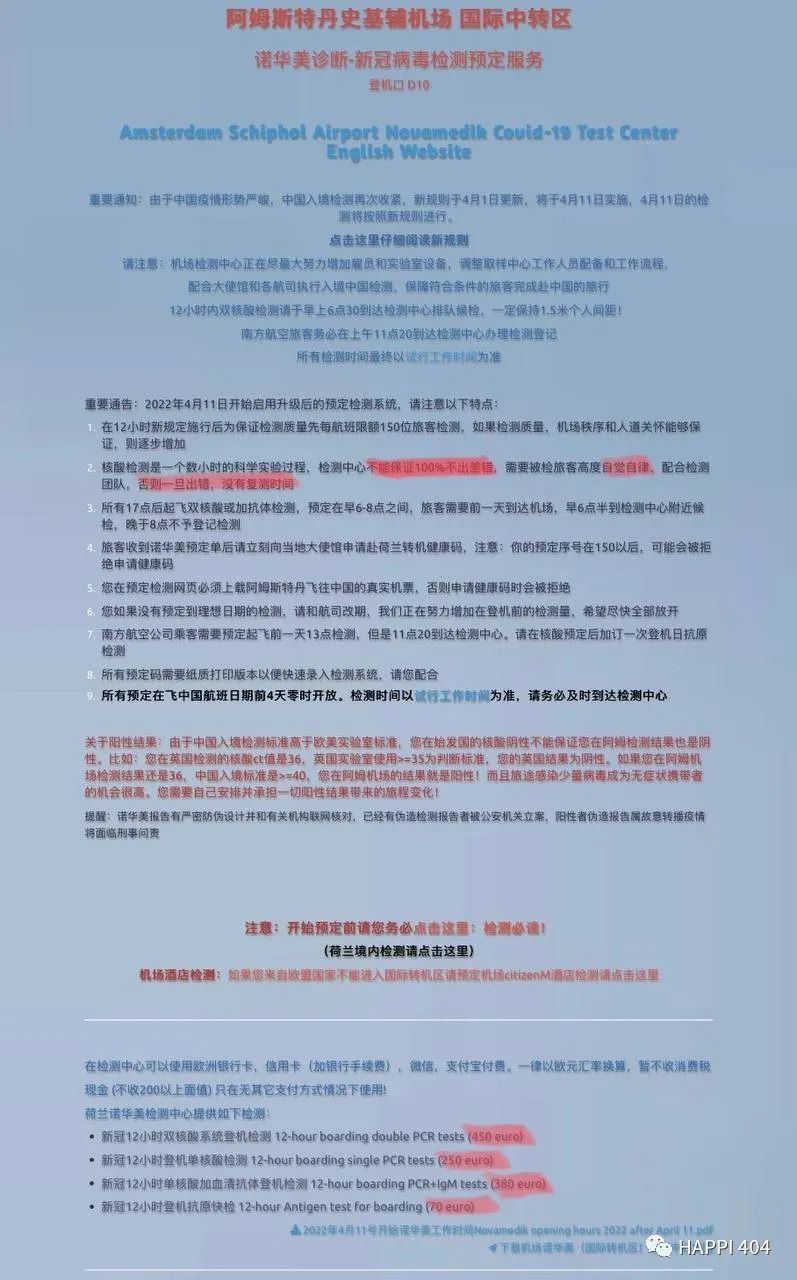 阿姆斯特丹史基辅机场 国际中转区
诺华美诊断-新冠病毒检测预定服务
登机口 D10
Amsterdam Schiphol Airport Novamedik Covid-19 Test Center
English Website
重要通知：由于中国疫情形势严峻，中国入境检测再次收紧，新规则于4月1日更新，将于4月11日实施，4月11日的检
测将按照新规则进行。
点击这里仔细阅读新规则
请注意：机场检测中心正在尽最大努力增加雇员和实验室设备，调整取样中心工作人员配备和工作流程，
配合大使馆和各航司执行入境中国检测，保障符合条件的旅客完成赴中国的旅行
12小时内双核酸检测请于早上6点30到达检测中心排队候检，一定保持1.5米个人间距！
南方航空旅客务必在上午11点20到达检测中心办理检测登记
所有检测时间最终以试行工作时间为准
重要通告：2022年4月11日开始启用升级后的预定检测系统，请注意以下特点：
1. 在12小时新规定施行后为保证检测质量先每航班限额150位旅客检测，如果检测质量，机场秩序和人道关怀能够保
证，则逐步增加
2. 核酸检测是一个数小时的科学实验过程，检测中心不能保证100%不出差错，需要被检旅客高度自觉自律，配合检测
团队，否则一旦出错，没有复测时间
3. 所有17点后起飞双核酸或加抗体检测，预定在早6-8点之间，旅客需要前一天到达机场，早6点半到检测中心附近候
检，晚于8点不予登记检测
4. 旅客收到诺华美预定单后请立刻向当地大使馆申请赴荷兰转机健康码，注意：你的预定序号在150以后，可能会被拒
绝申请健康码
5. 您在预定检测网页必须上载阿姆斯特丹飞往中国的真实机票，否则申请健康码时会被拒绝
6. 您如果没有预定到理想日期的检测，请和航司改期，我们正在努力增加在登机前的检测量，希望尽快全部放开
7. 南方航空公司乘客需要预定起飞前一天13点检测，但是11点20到达检测中心。请在核酸预定后加订一次登机日抗原
检测
8. 所有预定码需要纸质打印版本以便快速录入检测系统，请您配合
9. 所有预定在飞中国航班日期前4天零时开放。检测时间以试行工作时间为准，请务必及时到达检测中心
关于阳性结果：由于中国入境检测标准高于欧美实验室标准，您在始发国的核酸阴性不能保证您在阿姆检测结果也是阴
性。比如：您在英国检测的核酸ct值是36，英国实验室使用>=35为判断标准，您的英国结果为阴性。如果您在阿姆机
场检测结果还是36，中国入境标准是>=40，您在阿姆机场的结果就是阳性！而且旅途感染少量病毒成为无症状携带者
的机会很高。您需要自己安排并承担一切阳性结果带来的旅程变化！
提醒：诺华美报告有严密防伪设计并和有关机构联网核对，已经有伪造检测报告者被公安机关立案，阳性者伪造报告属故意转播疫情
将面临刑事问责
注意：开始预定前请您务必点击这里：检测必读！
（荷兰境内检测请点击这里）
机场酒店检测：如果您来自欧盟国家不能进入国际转机区请预定机场citizenM酒店检测请点击这里
在检测中心可以使用欧洲银行卡，信用卡（加银行手续费），微信，支付宝付费。一律以欧元汇率换算，暂不收消费税
现金 (不收200以上面值) 只在无其它支付方式情况下使用!
荷兰诺华美检测中心提供如下检测：
• 新冠12小时双核酸系统登机检测 12-hour boarding double PCR tests (450 euro)
• 新冠12小时登机单核酸检测 12-hour boarding single PCR tests (250 euro)
• 新冠12小时单核酸加血清抗体登机检测 12-hour boarding PCR+IgM tests (380 euro)
• 新冠12小时登机抗原快检 12-hour Antigen test for boarding (70 euro)
2022年4月11号开始诺华美工作时间Novamedik opening hours 2022 after April 11.pdf
下载机场诺华美（国际转机区）
HAPPI 404